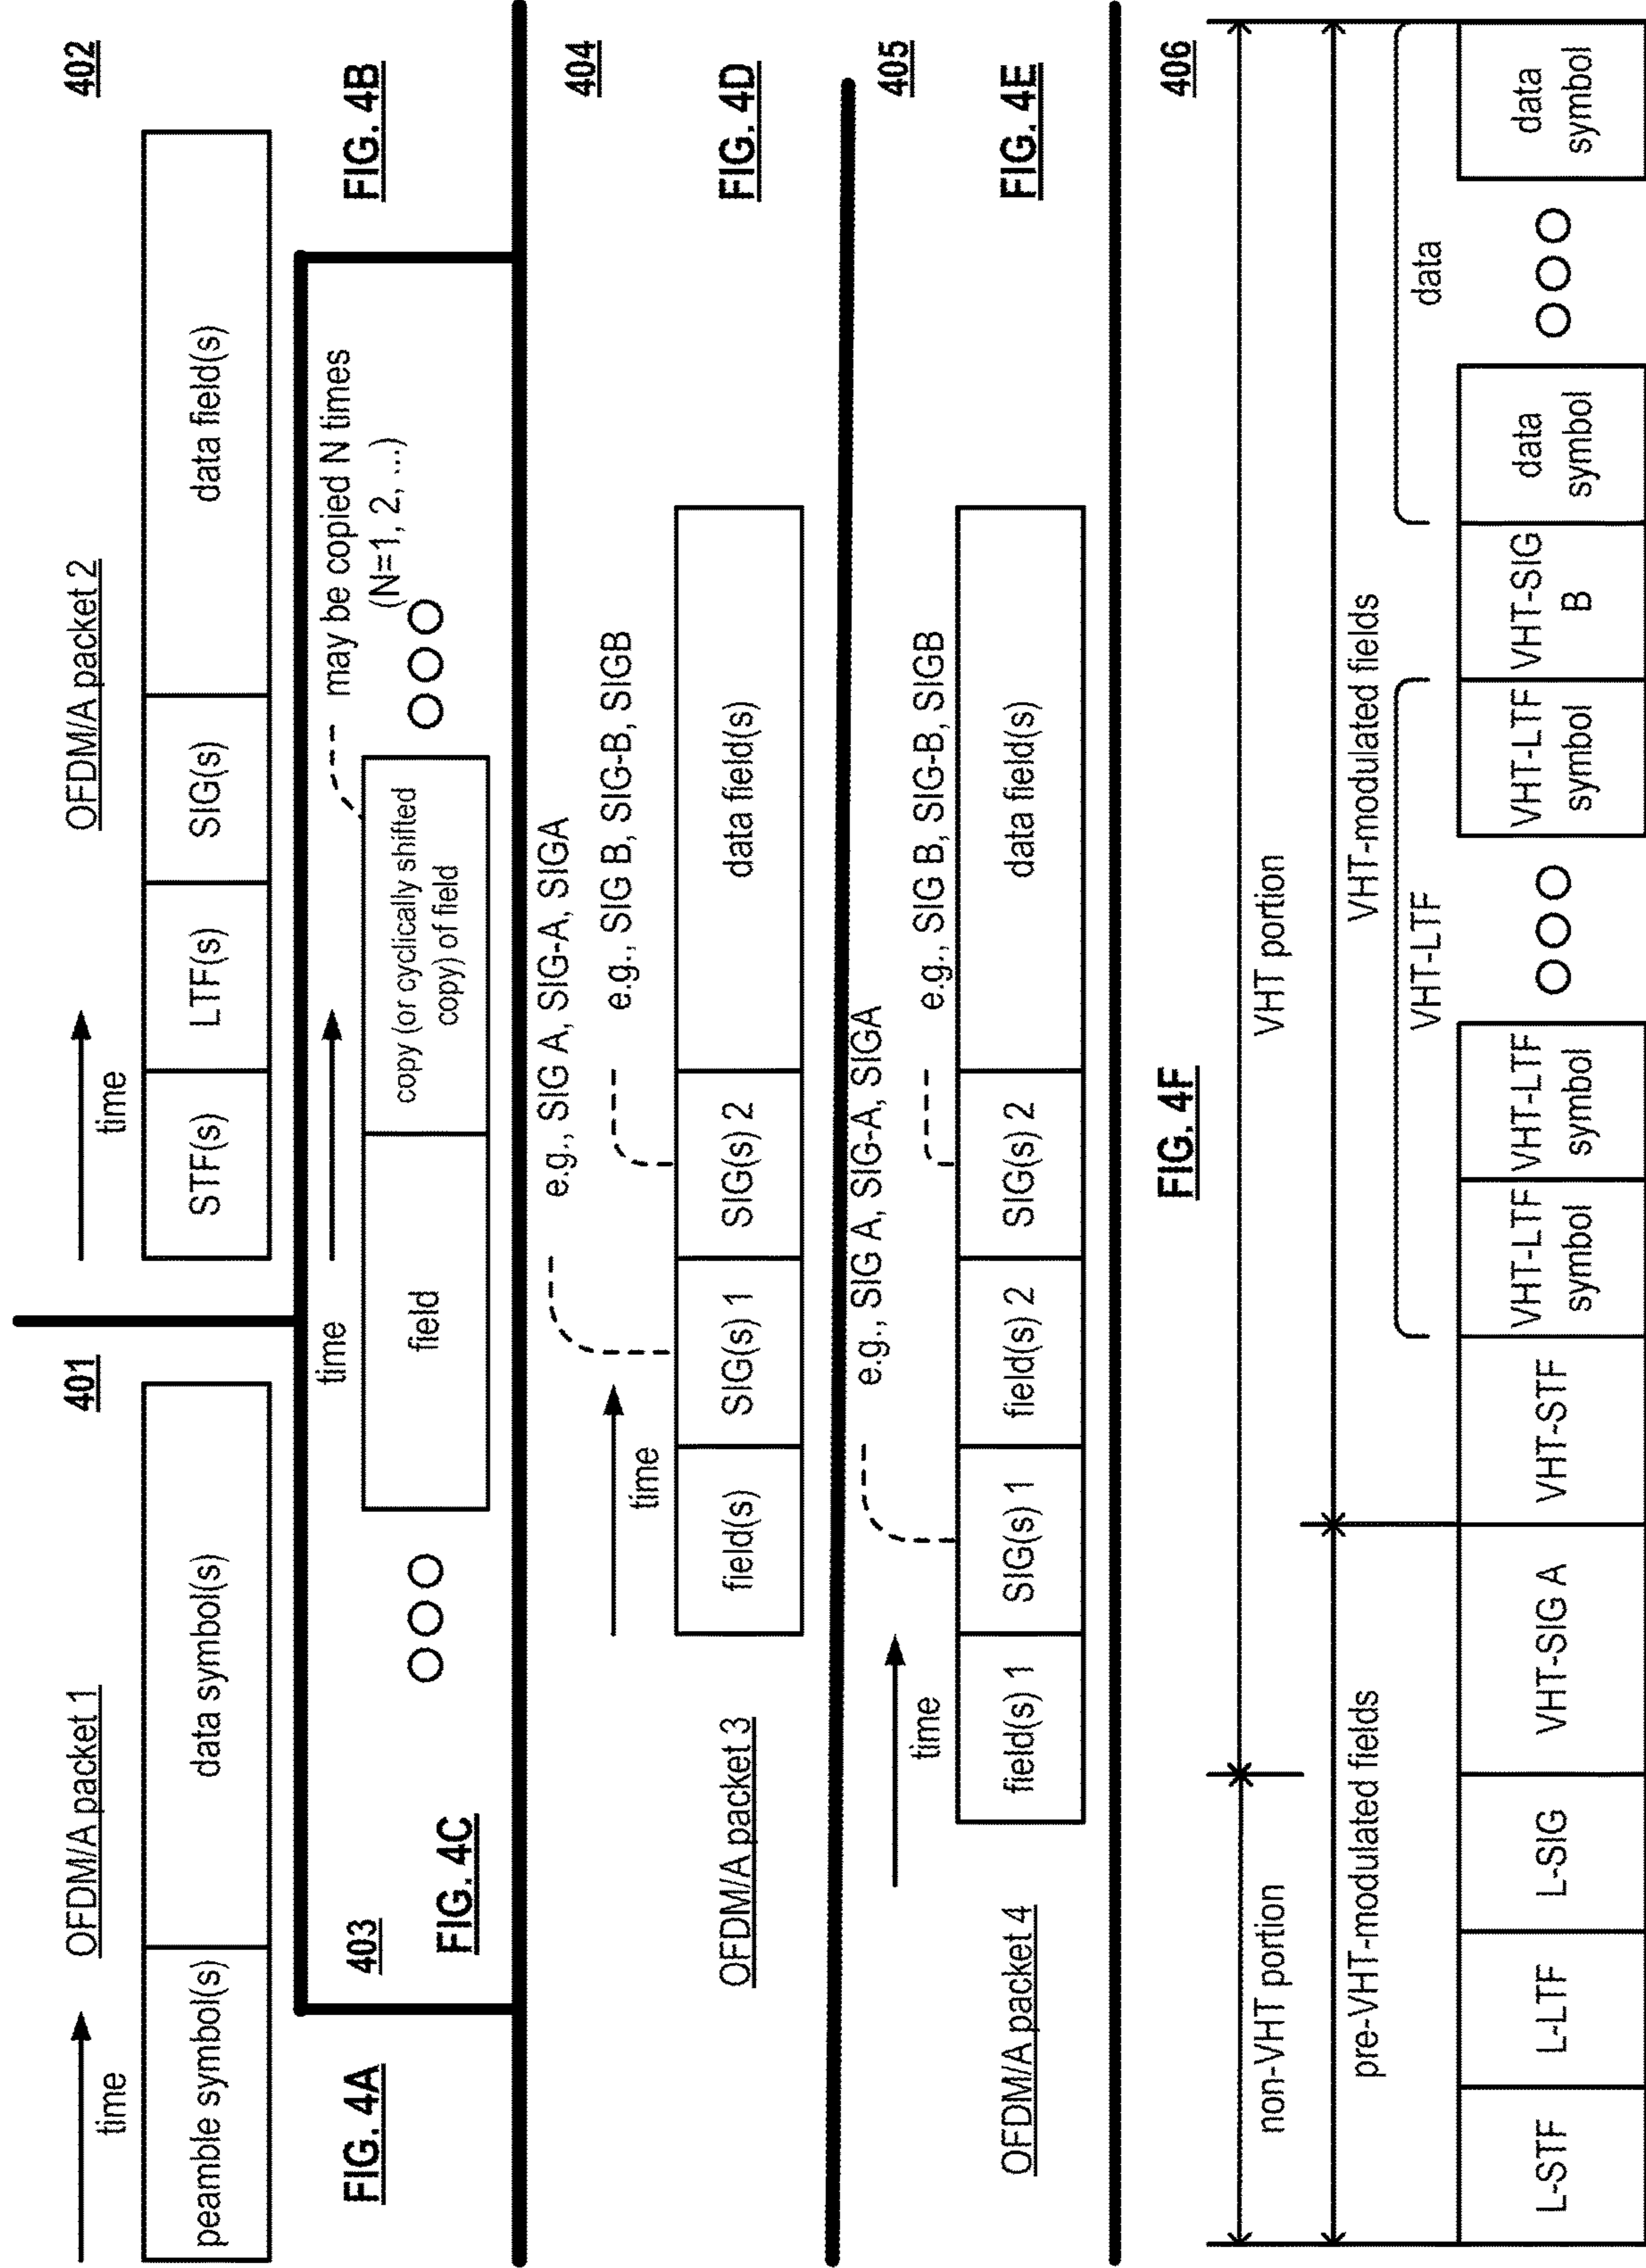 OFDM/A packet 1
401
time
peamble symbol(s)
data symbol(s)
FIG. 4A
OFDM/A packet 2
402
time
STF(s)
LTF(s)
SIG(s)
data field(s)
FIG. 4B
403
FIG. 4C
time
field
copy (or cyclically shifted
copy) of field
may be copied N times
(N=1, 2, ...)
404
e.g., SIG A, SIG-A, SIGA
e.g., SIG B, SIG-B, SIGB
time
OFDM/A packet 3
field(s)
SIG(s) 1
SIG(s) 2
data field(s)
FIG. 4D
405
e.g., SIG A, SIG-A, SIGA
e.g., SIG B, SIG-B, SIGB
time
OFDM/A packet 4
field(s) 1
SIG(s) 1
field(s) 2
SIG(s) 2
data field(s)
FIG. 4E
FIG. 4F
406
non-VHT portion
VHT portion
pre-VHT-modulated fields
VHT-modulated fields
VHT-LTF
data
L-STF
L-LTF
L-SIG
VHT-SIG A
VHT-STF
VHT-LTF
symbol
VHT-LTF
symbol
VHT-LTF
symbol
VHT-SIG
B
data
symbol
data
symbol